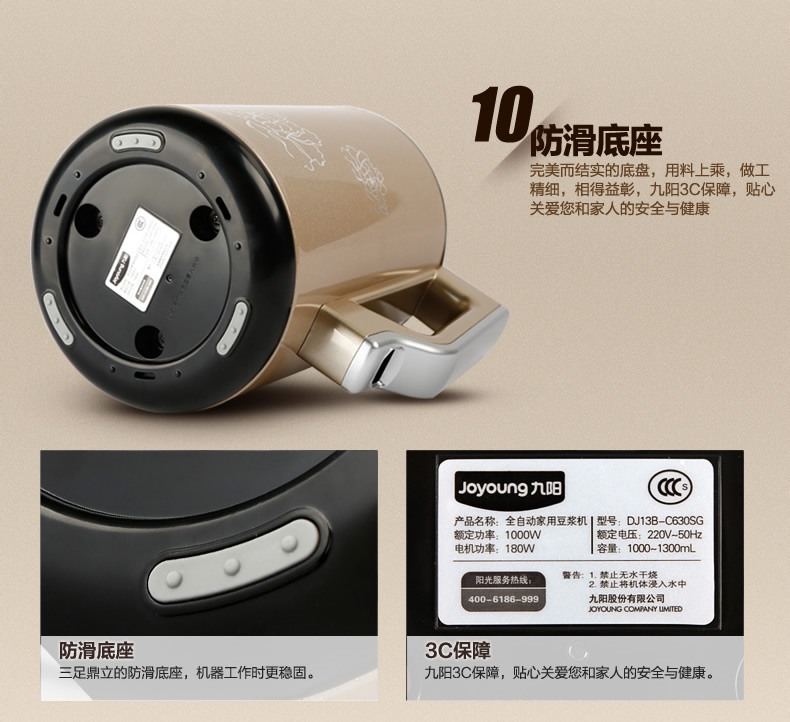 10
防滑底座
完美而结实的底盘，用料上乘，做工
精细，相得益彰，九阳3C保障，贴心
关爱您和家人的安全与健康
Joyoung 九阳
Joyoung 九阳
CCC S
产品名称：全自动家用豆浆机
型号：DJ13B-C630SG
额定功率：1000W
额定电压：220V~50Hz
电机功率：180W
容量：1000~1300mL
阳光服务热线：
400-6186-999
警告：1. 禁止无水干烧
2. 禁止将机体浸入水中
九阳股份有限公司
JOYOUNG COMPANY LIMITED
防滑底座
三足鼎立的防滑底座，机器工作时更稳固。
3C保障
九阳3C保障，贴心关爱您和家人的安全与健康。